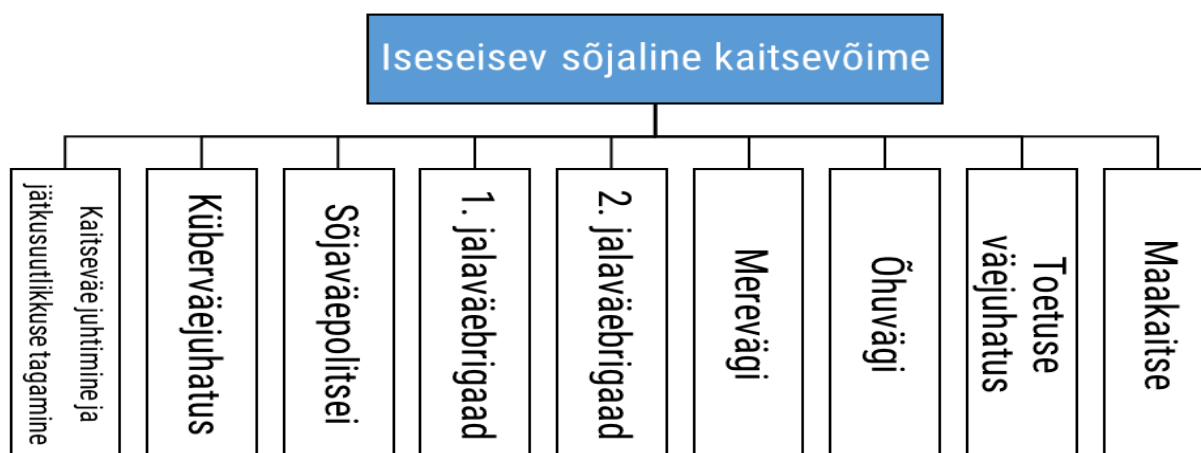 Iseseisev sõjaline kaitsevõime
Kaitseväe juhtimine ja
jätkusuutlikkuse tagamine
Küberväejuhatus
Sõjaväepolitsei
1. jalaväebrigaad
2. jalaväebrigaad
Merevägi
Õhuvägi
Toetuse
väejuhatus
Maakaitse